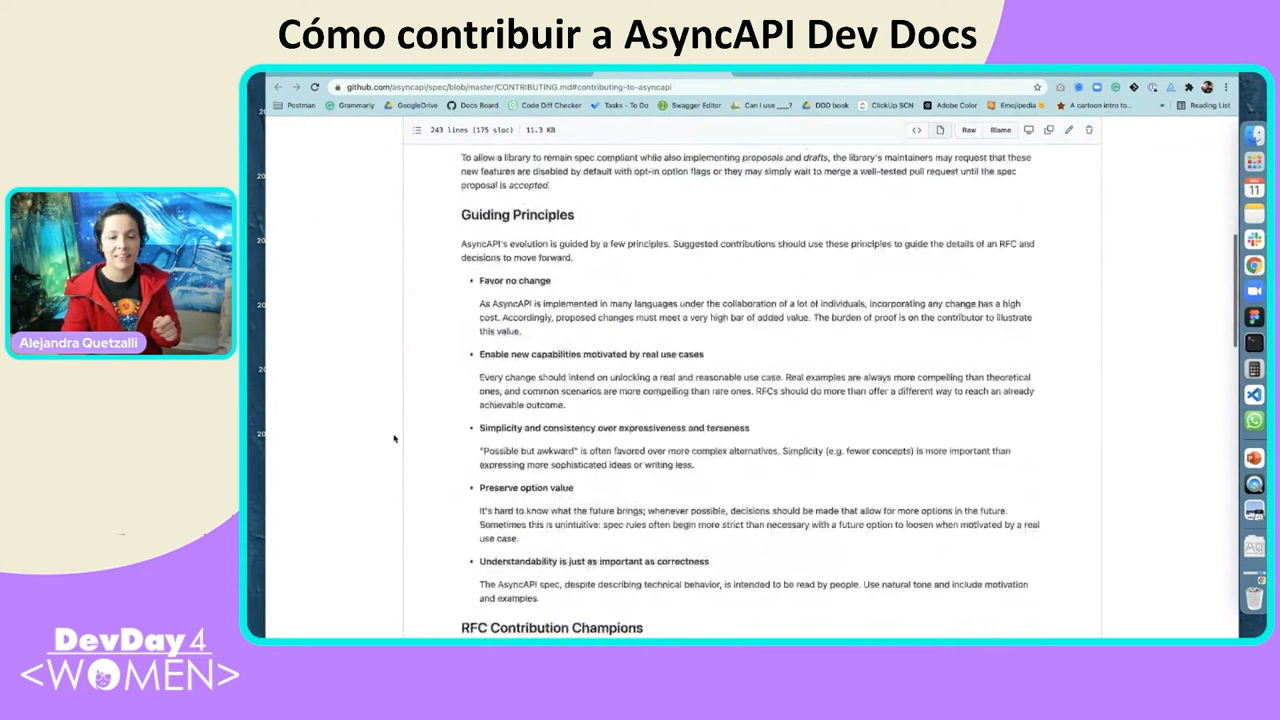 Cómo contribuir a AsyncAPI Dev Docs
github.com/asyncapi/spec/blob/master/CONTRIBUTING.md#contributing-to-asyncapi
Postman Grammarly GoogleDrive Docs Board Code Diff Checker Tasks - To Do Swagger Editor Can I use ___? DDD book ClickUp SCN Adobe Color Emojipedia A cartoon intro to... » Reading List
243 lines (175 sloc) 11.3 KB
<> Raw Blame
To allow a library to remain spec compliant while also implementing proposals and drafts, the library's maintainers may request that these
new features are disabled by default with opt-in option flags or they may simply wait to merge a well-tested pull request until the spec
proposal is accepted.
Guiding Principles
AsyncAPI's evolution is guided by a few principles. Suggested contributions should use these principles to guide the details of an RFC and
decisions to move forward.
• Favor no change
As AsyncAPI is implemented in many languages under the collaboration of a lot of individuals, incorporating any change has a high
cost. Accordingly, proposed changes must meet a very high bar of added value. The burden of proof is on the contributor to illustrate
this value.
• Enable new capabilities motivated by real use cases
Every change should intend on unlocking a real and reasonable use case. Real examples are always more compelling than theoretical
ones, and common scenarios are more compelling than rare ones. RFCs should do more than offer a different way to reach an already
achievable outcome.
• Simplicity and consistency over expressiveness and terseness
"Possible but awkward" is often favored over more complex alternatives. Simplicity (e.g. fewer concepts) is more important than
expressing more sophisticated ideas or writing less.
• Preserve option value
It's hard to know what the future brings; whenever possible, decisions should be made that allow for more options in the future.
Sometimes this is unintuitive: spec rules often begin more strict than necessary with a future option to loosen when motivated by a real
use case.
• Understandability is just as important as correctness
The AsyncAPI spec, despite describing technical behavior, is intended to be read by people. Use natural tone and include motivation
and examples.
RFC Contribution Champions
11
Alejandra Quetzalli
DevDay4
<WOMEN>